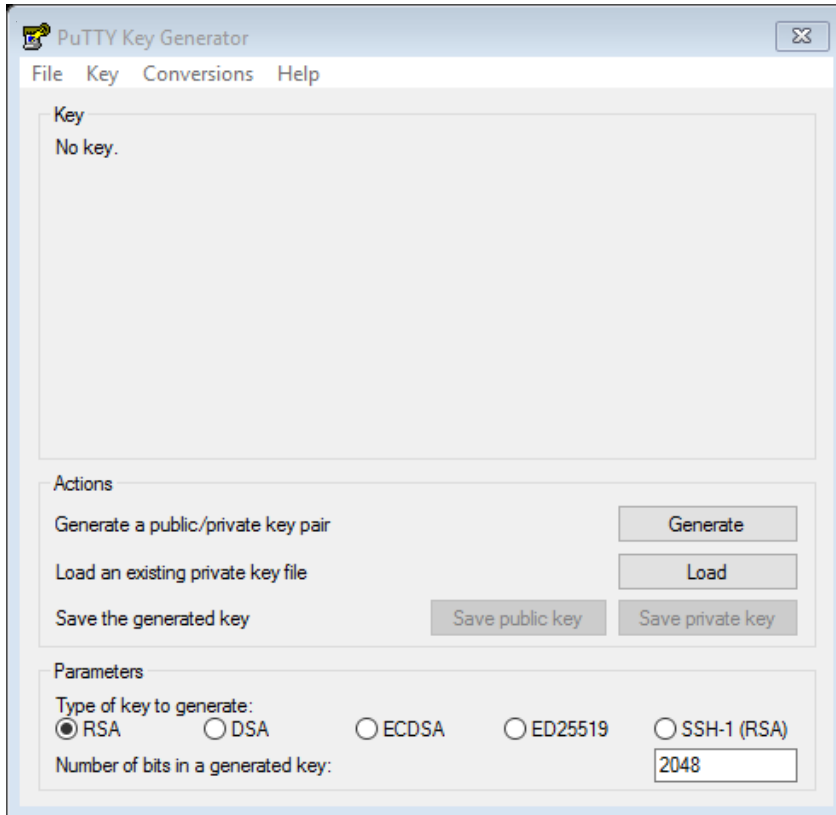 PuTTY Key Generator
File Key Conversions Help
Key
No key.
Actions
Generate a public/private key pair Generate
Load an existing private key file Load
Save the generated key Save public key Save private key
Parameters
Type of key to generate:
RSA DSA ECDSA ED25519 SSH-1 (RSA)
Number of bits in a generated key: 2048